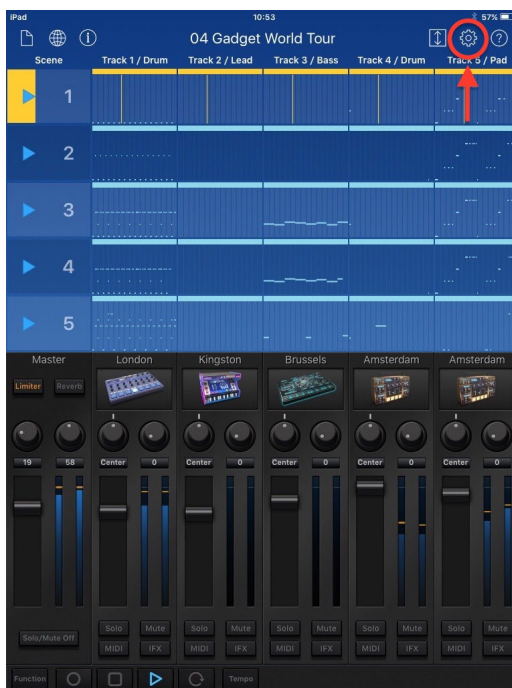 iPad 10:53 57%
04 Gadget World Tour
Scene Track 1 / Drum Track 2 / Lead Track 3 / Bass Track 4 / Drum Track 5 / Pad
1
2
3
4
5
Master London Kingston Brussels Amsterdam Amsterdam
Limiter Reverb
19 58 Center 0 Center 0 Center 0 Center 0 Center 0
Solo Mute Solo Mute Solo Mute Solo Mute Solo Mute
Solo/Mute Off
MIDI IFX MIDI IFX MIDI IFX MIDI IFX MIDI IFX
Function Tempo